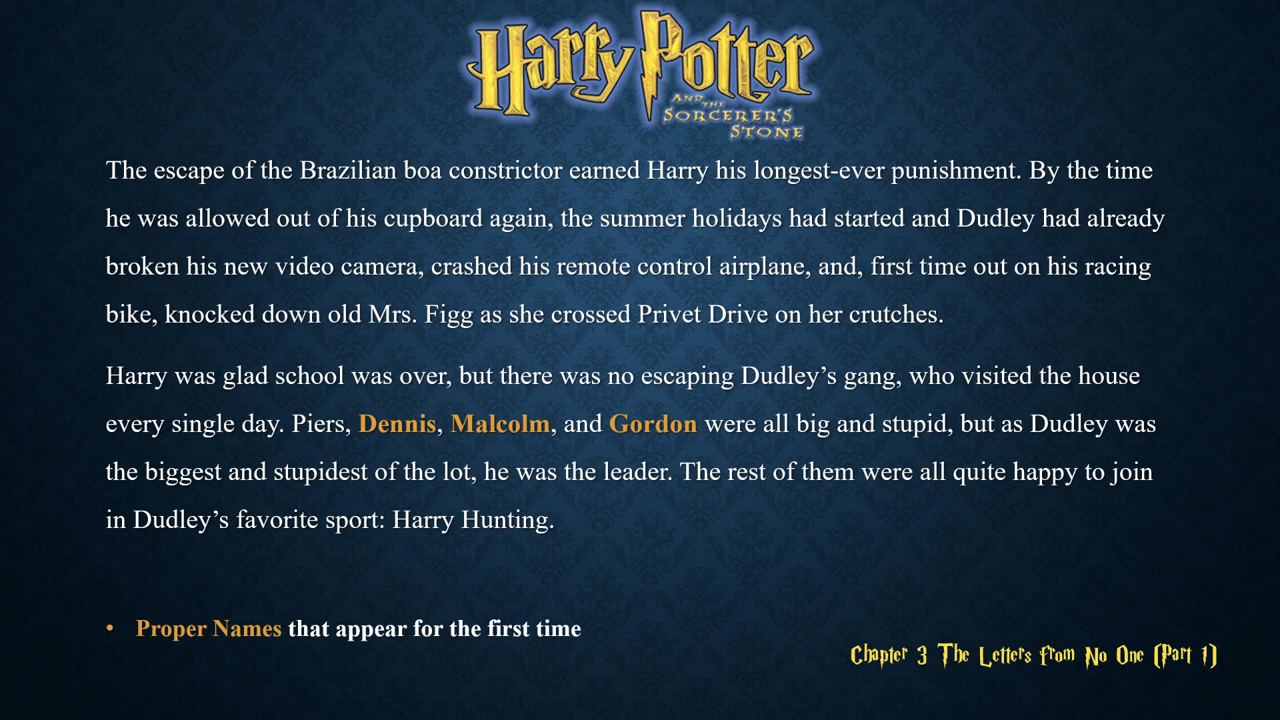 Harry Potter
AND THE
SORCERER'S
STONE
The escape of the Brazilian boa constrictor earned Harry his longest-ever punishment. By the time
he was allowed out of his cupboard again, the summer holidays had started and Dudley had already
broken his new video camera, crashed his remote control airplane, and, first time out on his racing
bike, knocked down old Mrs. Figg as she crossed Privet Drive on her crutches.
Harry was glad school was over, but there was no escaping Dudley’s gang, who visited the house
every single day. Piers, Dennis, Malcolm, and Gordon were all big and stupid, but as Dudley was
the biggest and stupidest of the lot, he was the leader. The rest of them were all quite happy to join
in Dudley’s favorite sport: Harry Hunting.
• Proper Names that appear for the first time
Chapter 3 The Letters from No One (Part 1)